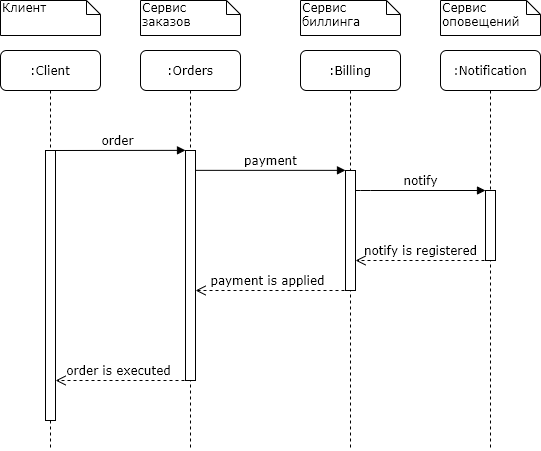 Клиент
Сервис
заказов
Сервис
биллинга
Сервис
оповещений
:Client
:Orders
:Billing
:Notification
order
payment
notify
notify is registered
payment is applied
order is executed